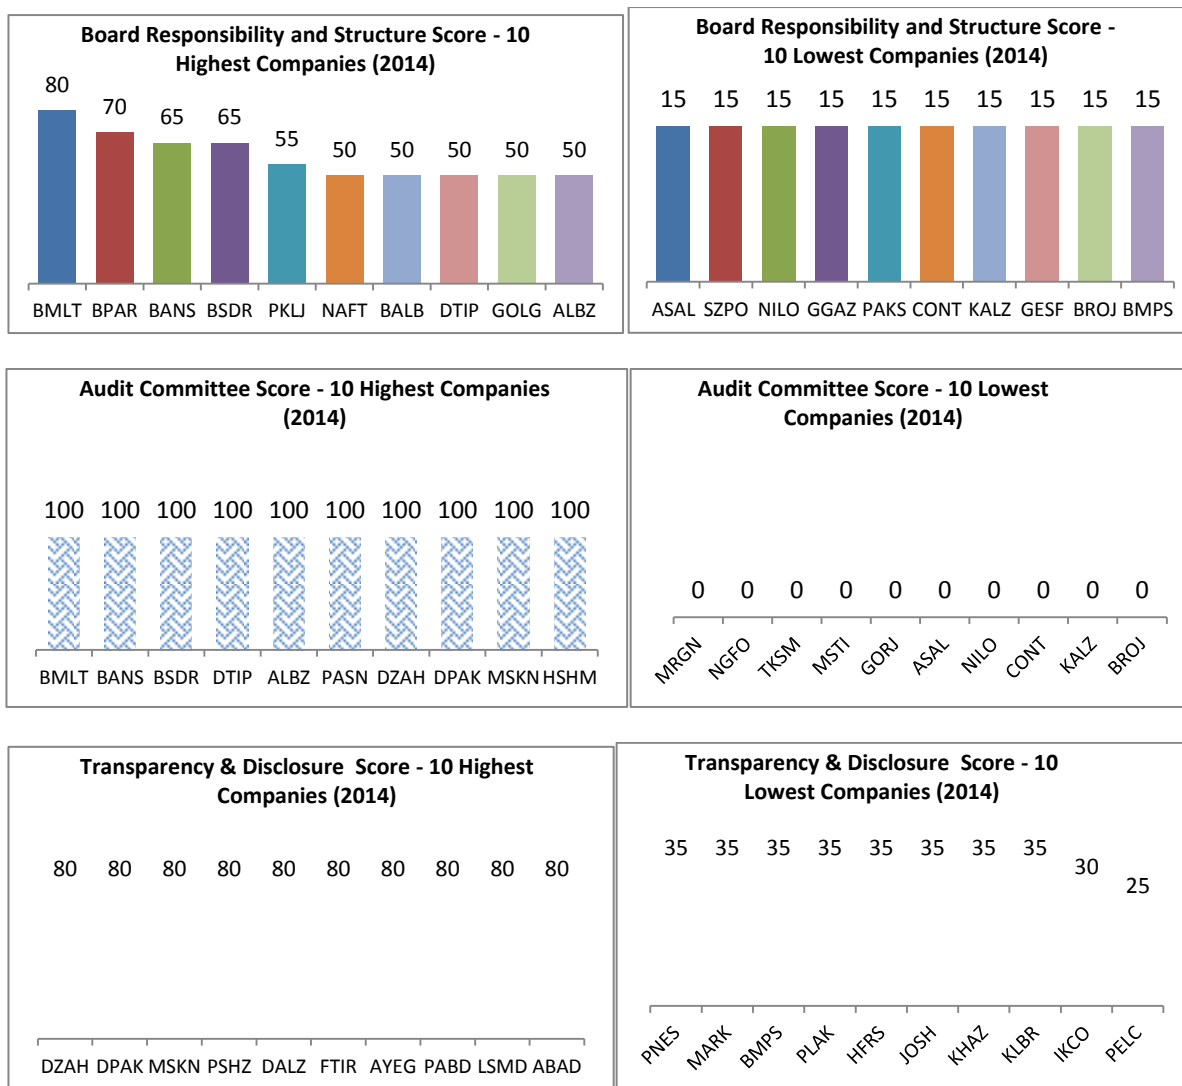 Board Responsibility and Structure Score - 10
Highest Companies (2014)
80
70
65
65
55
50
50
50
50
50
BMLT BPAR BANS BSDR PKLJ NAFT BALB DTIP GOLG ALBZ
Board Responsibility and Structure Score -
10 Lowest Companies (2014)
15 15 15 15 15 15 15 15 15 15
ASAL SZPO NILO GGAZ PAKS CONT KALZ GESF BROJ BMPS
Audit Committee Score - 10 Highest Companies
(2014)
100 100 100 100 100 100 100 100 100 100
BMLT BANS BSDR DTIP ALBZ PASN DZAH DPAK MSKN HSHM
Audit Committee Score - 10 Lowest
Companies (2014)
0 0 0 0 0 0 0 0 0 0
MRGN NGFO TKSM MSTI GORJ ASAL NILO CONT KALZ BROJ
Transparency & Disclosure Score - 10 Highest
Companies (2014)
80 80 80 80 80 80 80 80 80 80
DZAH DPAK MSKN PSHZ DALZ FTIR AYEG PABD LSMD ABAD
Transparency & Disclosure Score - 10
Lowest Companies (2014)
35 35 35 35 35 35 35 35
30
25
PNES MARK BMPS PLAK HFRS JOSH KHAZ KLBR IKCO PELC